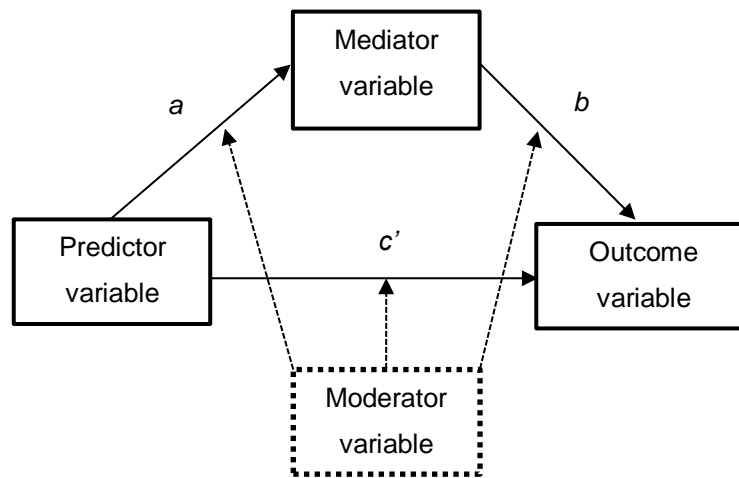 Mediator
variable
a
b
Predictor
variable
c’
Outcome
variable
Moderator
variable